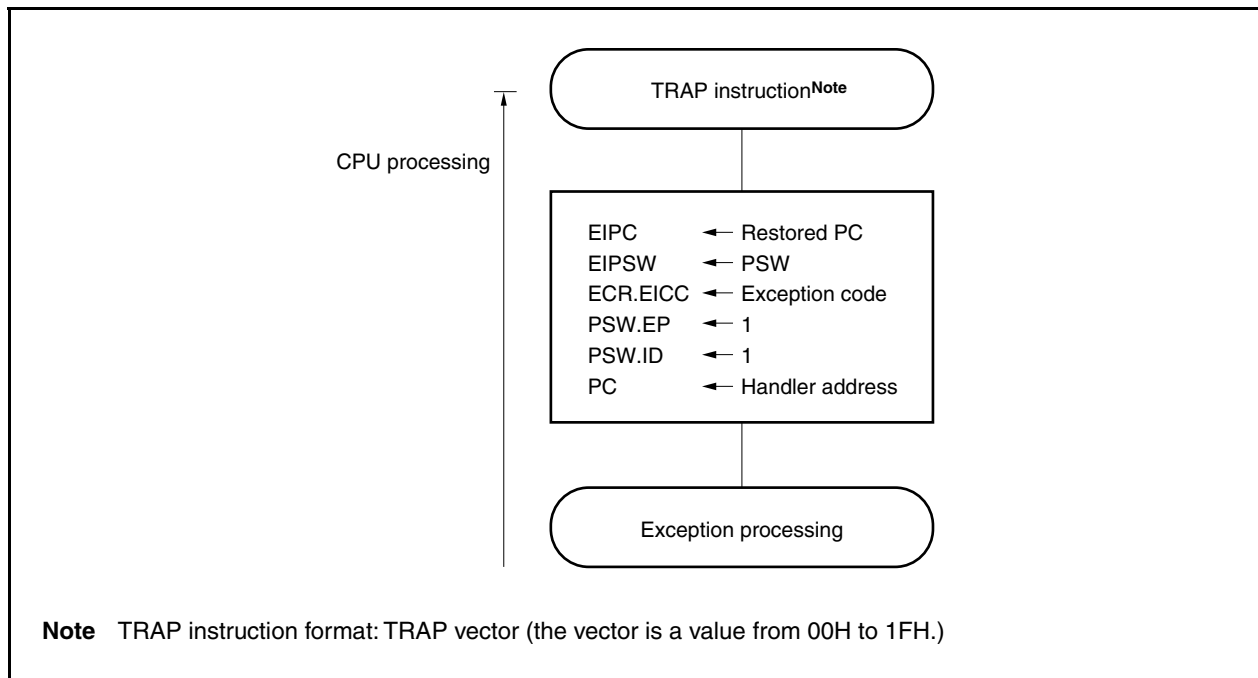 TRAP instructionNote
CPU processing
EIPC ← Restored PC
EIPSW ← PSW
ECR.EICC ← Exception code
PSW.EP ← 1
PSW.ID ← 1
PC ← Handler address
Exception processing
Note TRAP instruction format: TRAP vector (the vector is a value from 00H to 1FH.)